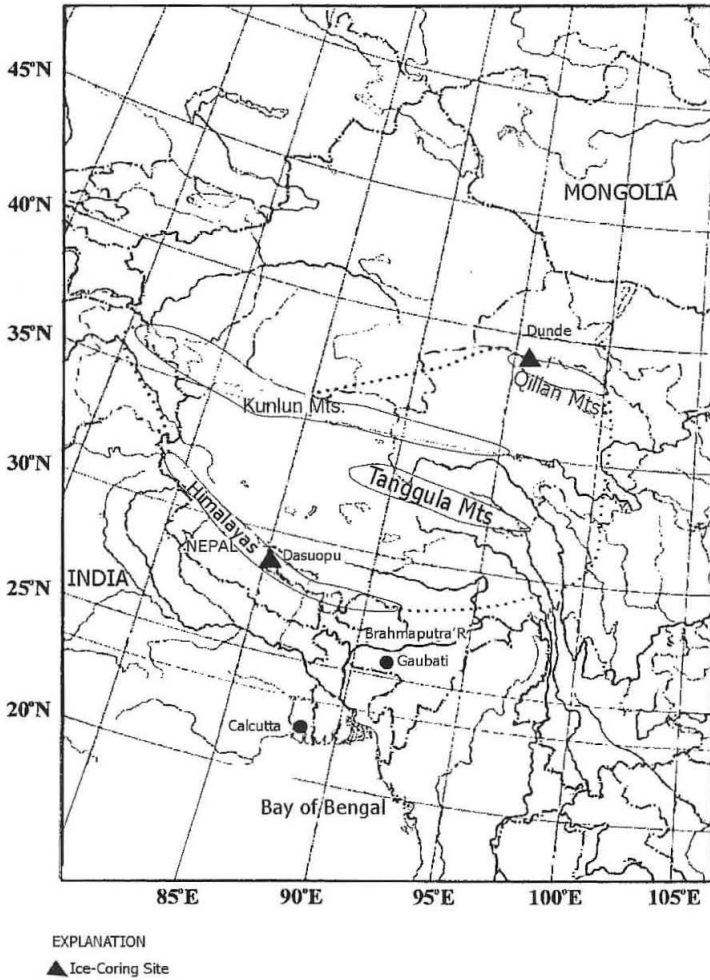 45°N
MONGOLIA
40°N
Dunde
35°N
Qillan Mts.
Kunlun Mts.
30°N
Tanggula Mts
Himalayas
NEPAL
Dasuopu
25°N
INDIA
Brahmaputra R
Gaubati
20°N
Calcutta
Bay of Bengal
85°E 90°E 95°E 100°E 105°E
EXPLANATION
Ice-Coring Site